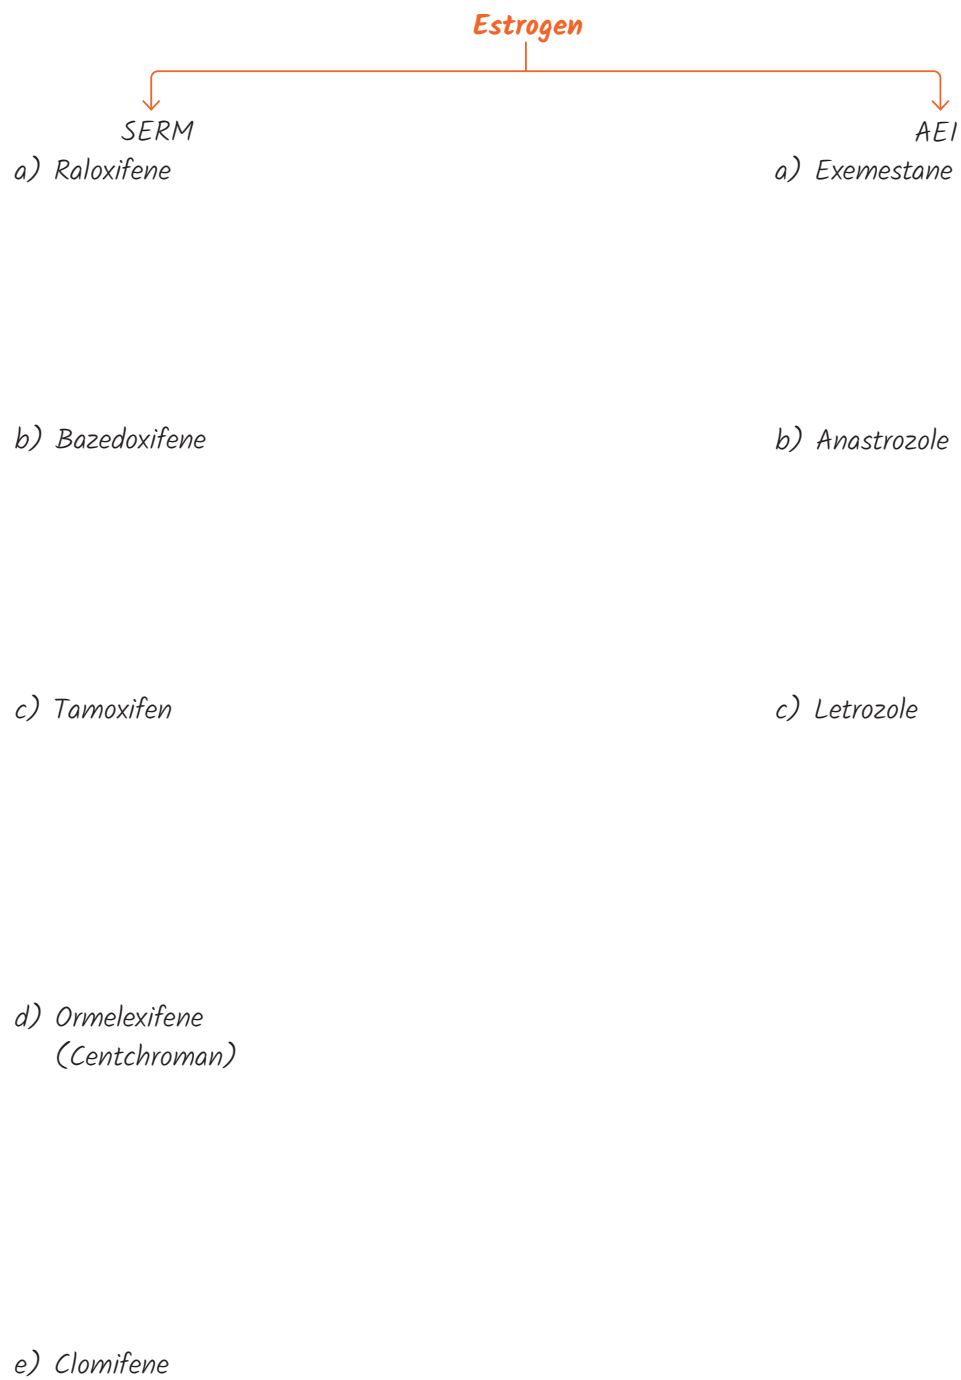 Estrogen
SERM
AEI
a) Raloxifene
a) Exemestane
b) Bazedoxifene
b) Anastrozole
c) Tamoxifen
c) Letrozole
d) Ormelexifene
(Centchroman)
e) Clomifene